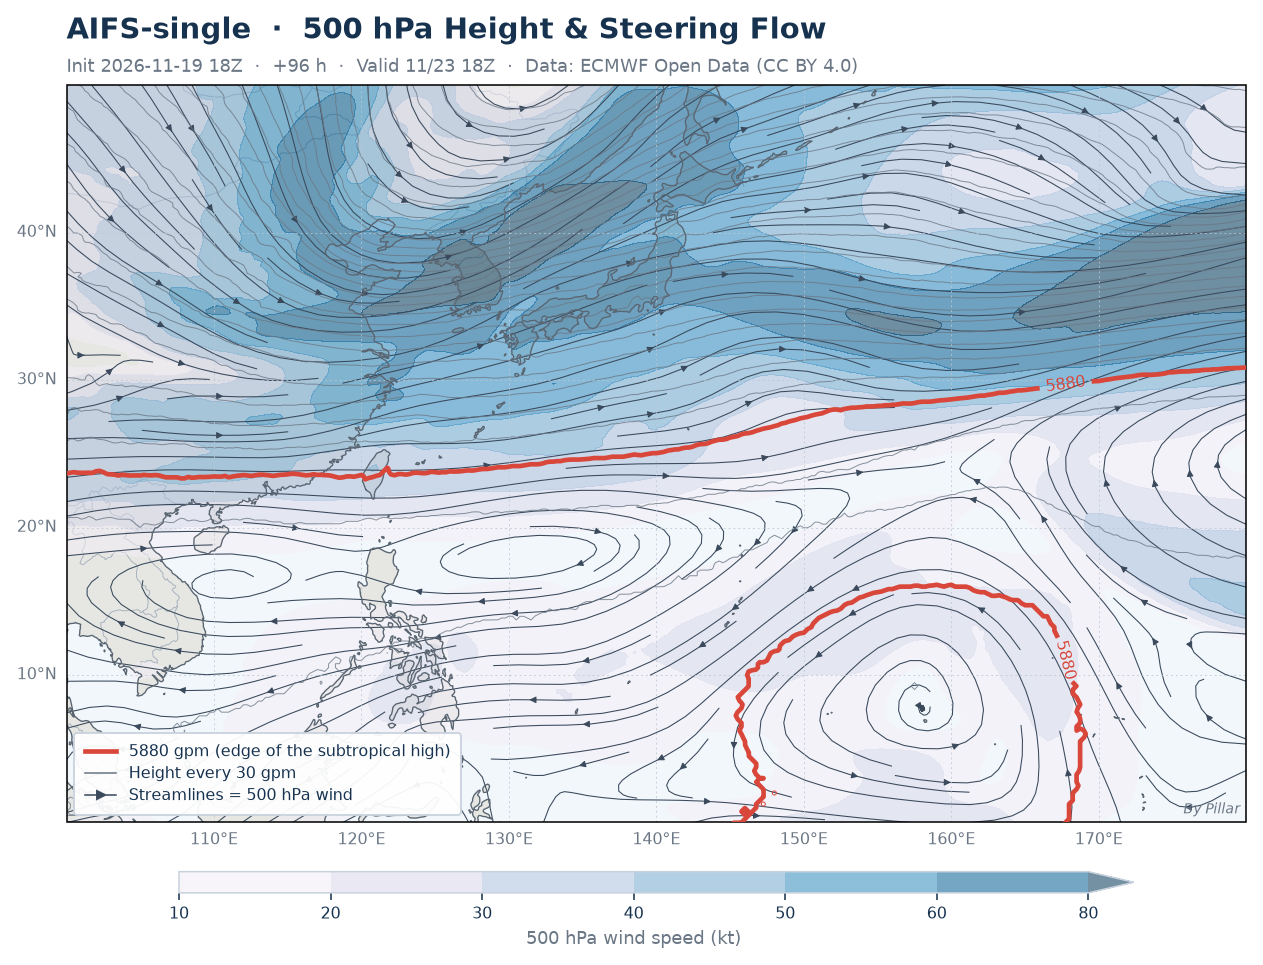 AIFS-single · 500 hPa Height & Steering Flow
Init 2026-11-19 18Z · +96 h · Valid 11/23 18Z · Data: ECMWF Open Data (CC BY 4.0)
40°N
30°N
20°N
10°N
5880
5880
5880 gpm (edge of the subtropical high)
Height every 30 gpm
Streamlines = 500 hPa wind
By Pillar
110°E 120°E 130°E 140°E 150°E 160°E 170°E
10 20 30 40 50 60 80
500 hPa wind speed (kt)